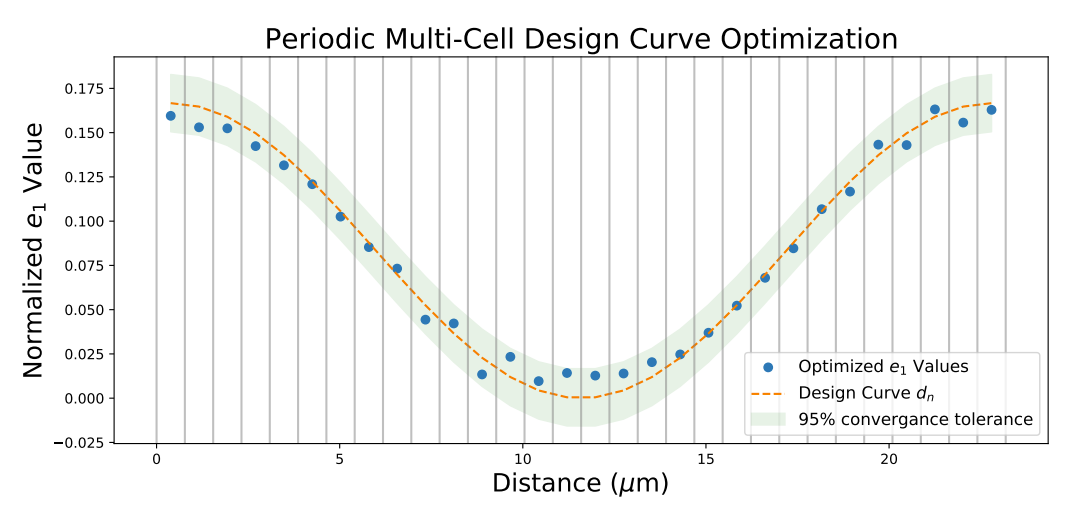 Periodic Multi-Cell Design Curve Optimization
Normalized e₁ Value
0.175
0.150
0.125
0.100
0.075
0.050
0.025
0.000
−0.025
0
5
10
15
20
Distance (μm)
Optimized e₁ Values
Design Curve dₙ
95% convergance tolerance